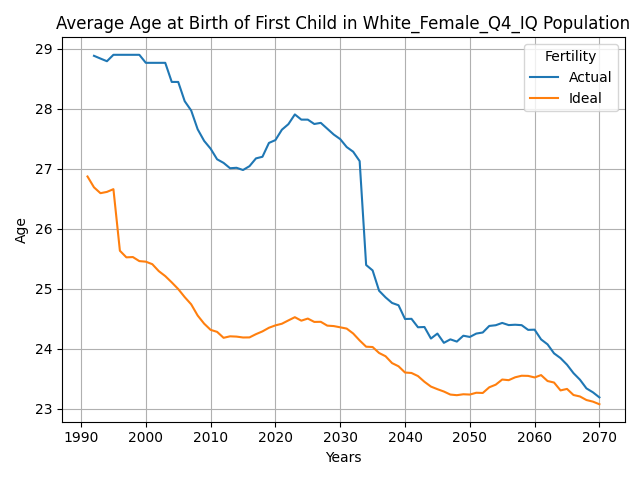 Average Age at Birth of First Child in White_Female_Q4_IQ Population
Fertility
Actual
Ideal
29
28
27
26
25
24
23
Age
1990
2000
2010
2020
2030
2040
2050
2060
2070
Years